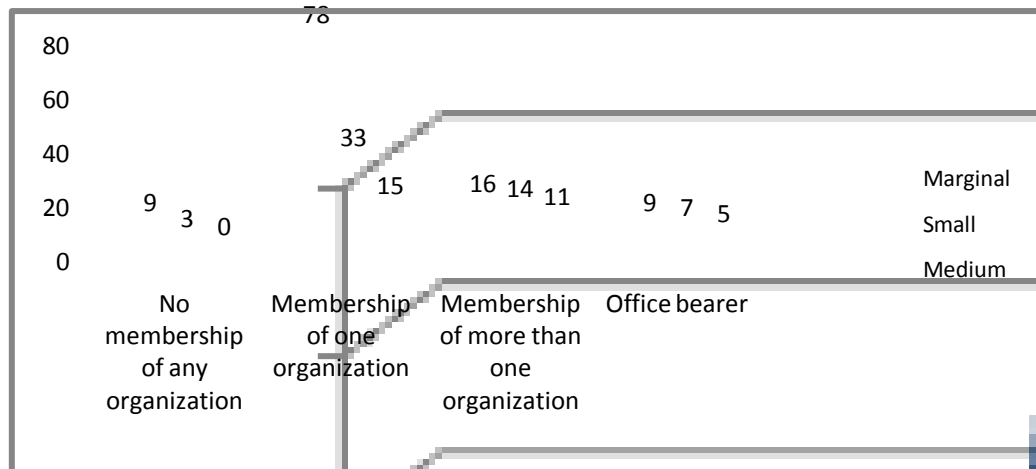 78
80
60
40
20
0
33
15
9
3
0
16
14
11
9
7
5
Marginal
Small
Medium
No
membership
of any
organization
Membership
of one
organization
Membership
of more than
one
organization
Office bearer